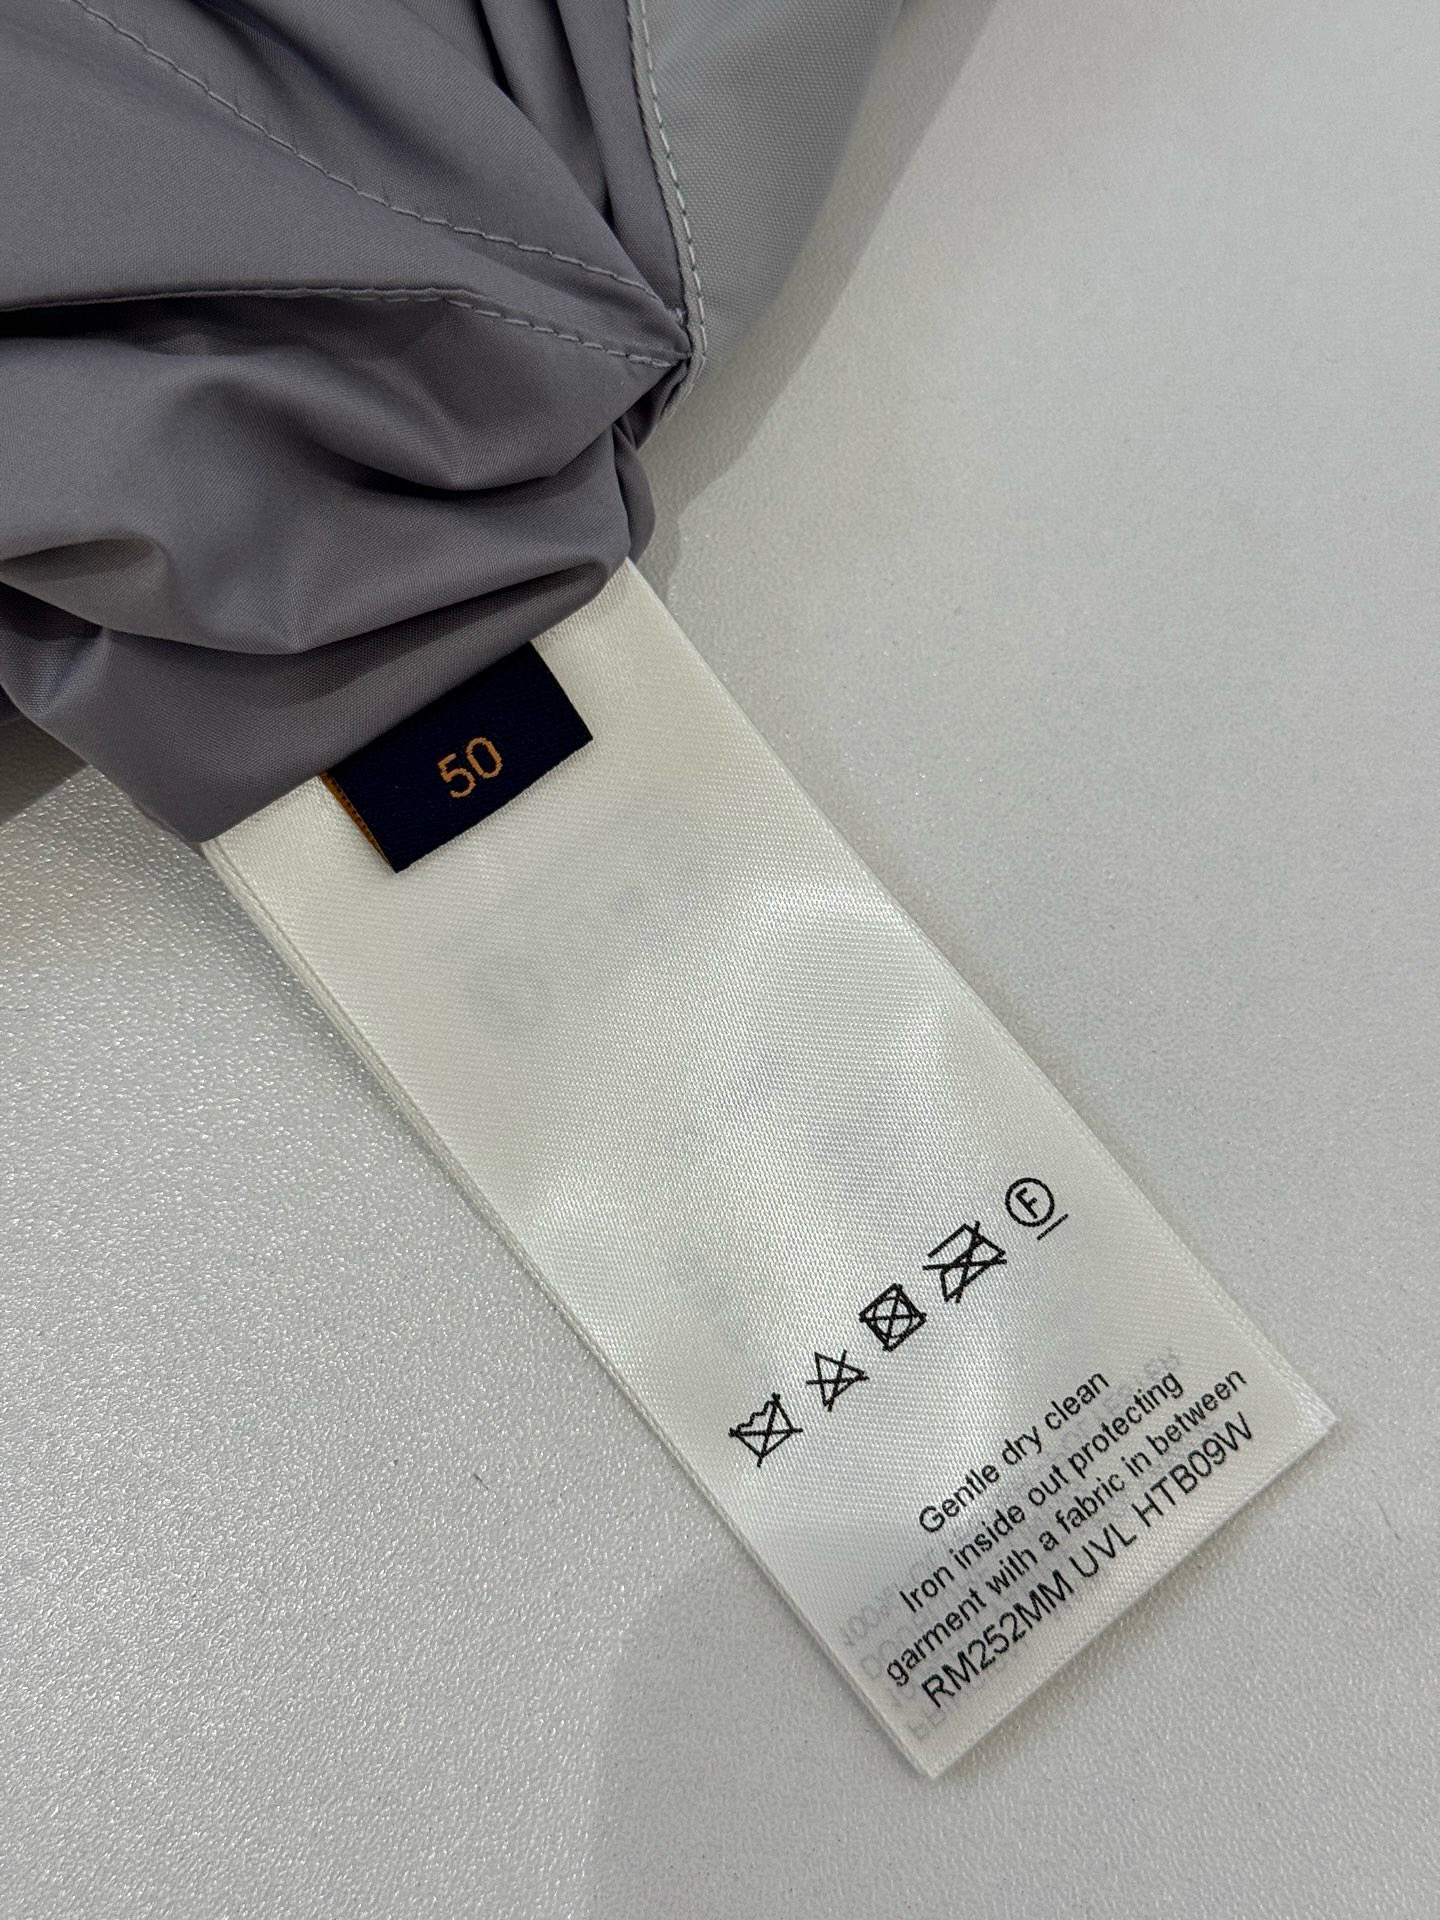 50
F
Gentle dry clean
Iron inside out protecting
garment with a fabric in between
RM252MM UVL HTB09W